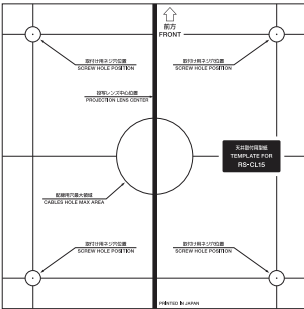 前方
FRONT
取付け用ネジ穴位置
SCREW HOLE POSITION
取付け用ネジ穴位置
SCREW HOLE POSITION
投写レンズ中心位置
PROJECTION LENS CENTER
天井取付用型紙
TEMPLATE FOR
RS-CL15
配線用穴最大領域
CABLES HOLE MAX AREA
取付け用ネジ穴位置
SCREW HOLE POSITION
取付け用ネジ穴位置
SCREW HOLE POSITION
PRINTED IN JAPAN